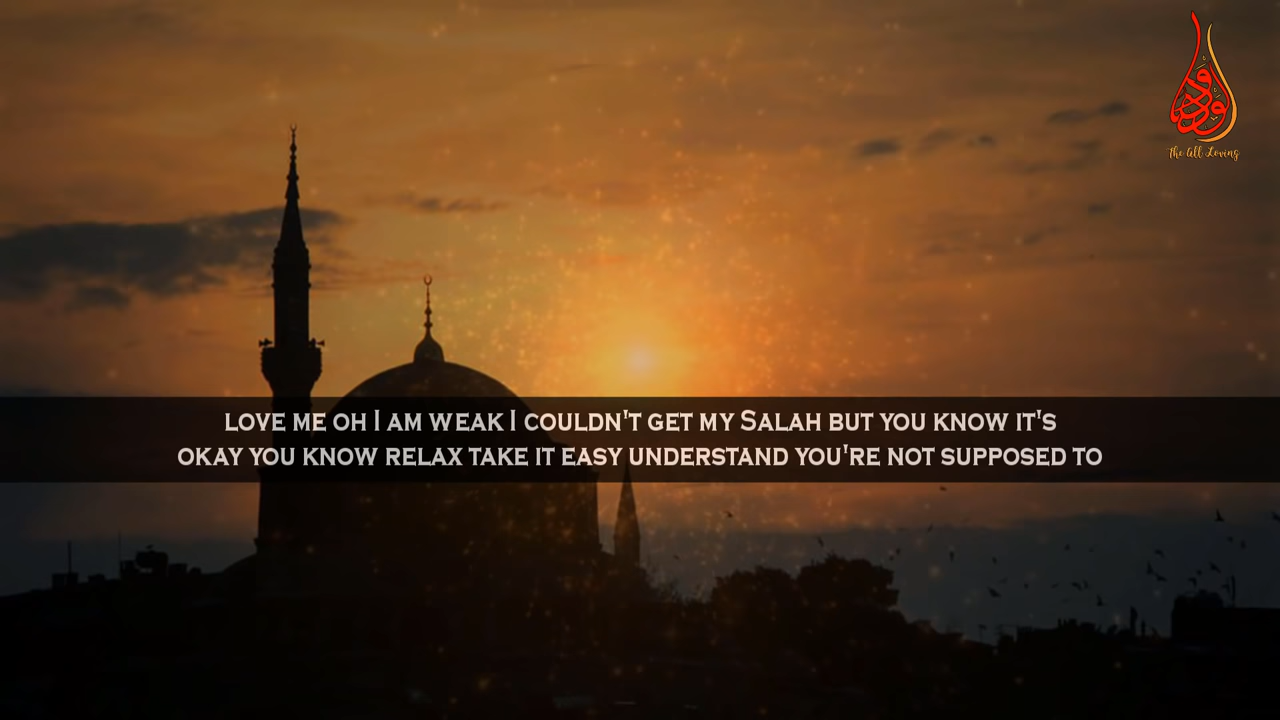 الودود
The All Loving
LOVE ME OH I AM WEAK I COULDN'T GET MY SALAH BUT YOU KNOW IT'S
OKAY YOU KNOW RELAX TAKE IT EASY UNDERSTAND YOU'RE NOT SUPPOSED TO